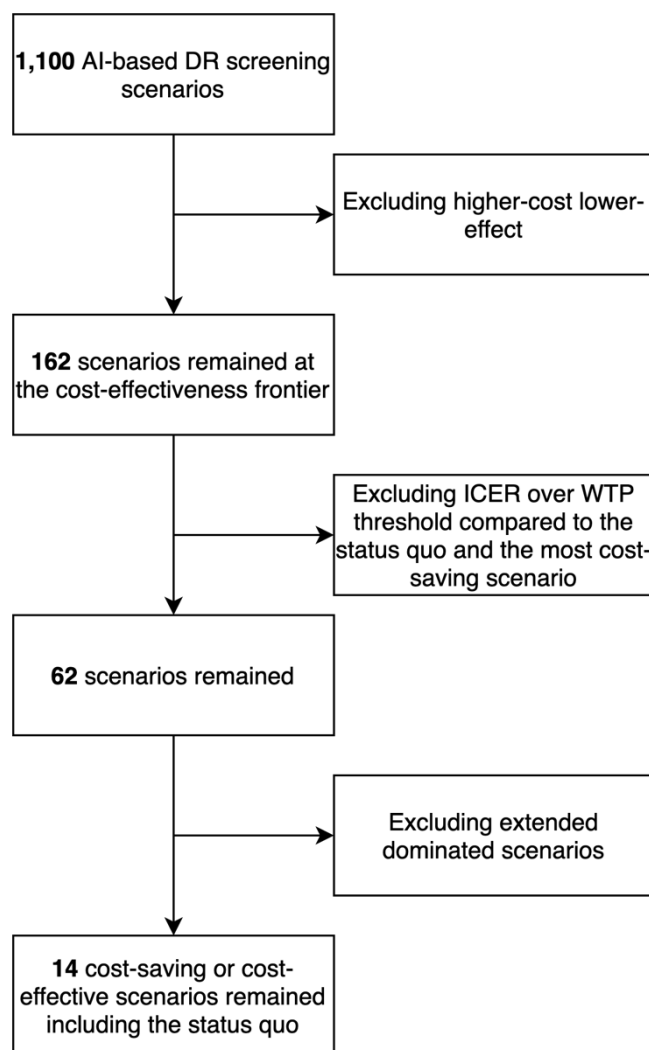 1,100 AI-based DR screening
scenarios
Excluding higher-cost lower-
effect
162 scenarios remained at
the cost-effectiveness frontier
Excluding ICER over WTP
threshold compared to the
status quo and the most cost-
saving scenario
62 scenarios remained
Excluding extended
dominated scenarios
14 cost-saving or cost-
effective scenarios remained
including the status quo